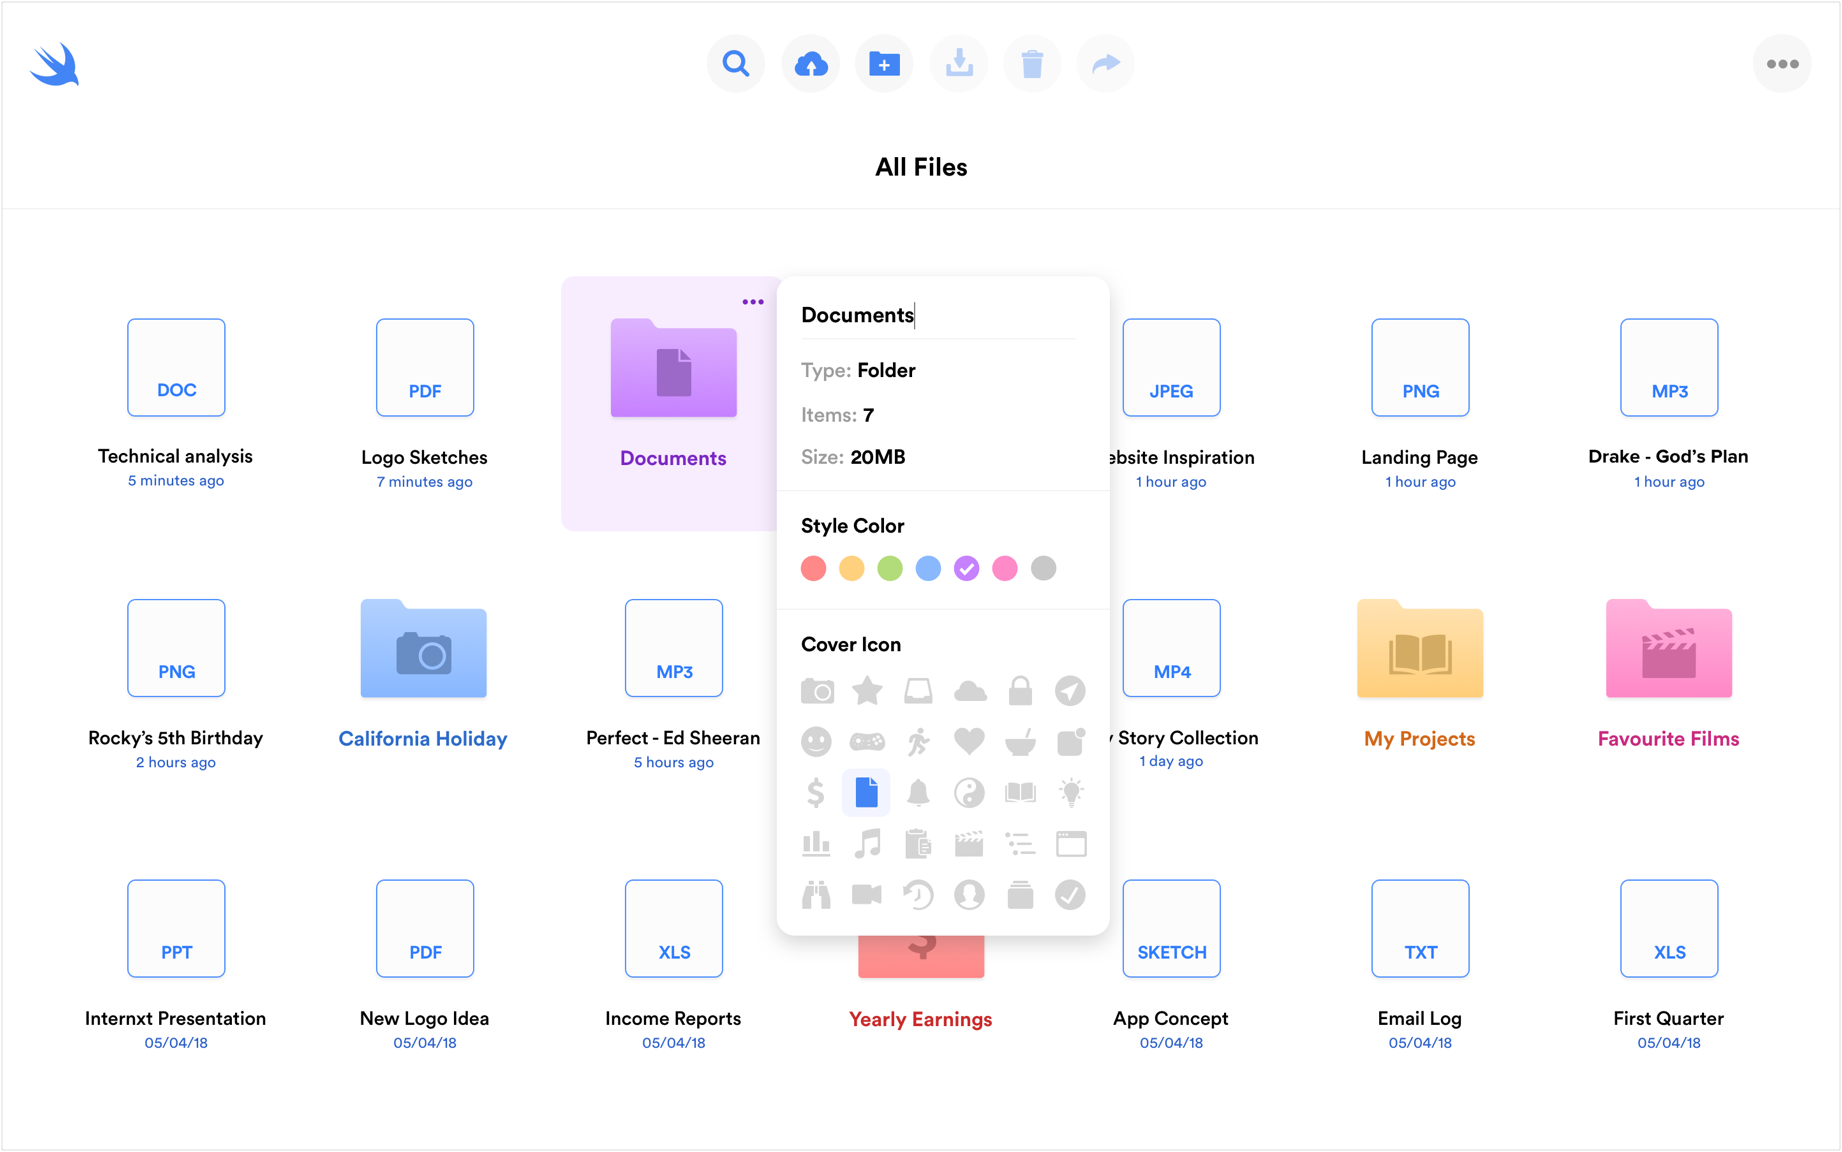 All Files
DOC
Technical analysis
5 minutes ago
PDF
Logo Sketches
7 minutes ago
Documents
Documents
Type: Folder
Items: 7
Size: 20MB
Style Color
Cover Icon
JPEG
Inspiration
1 hour ago
PNG
Landing Page
1 hour ago
MP3
Drake - God’s Plan
1 hour ago
PNG
Rocky’s 5th Birthday
2 hours ago
California Holiday
MP3
Perfect - Ed Sheeran
5 hours ago
MP4
Story Collection
1 day ago
My Projects
Favourite Films
PPT
Internxt Presentation
05/04/18
PDF
New Logo Idea
05/04/18
XLS
Income Reports
05/04/18
Yearly Earnings
SKETCH
App Concept
05/04/18
TXT
Email Log
05/04/18
XLS
First Quarter
05/04/18